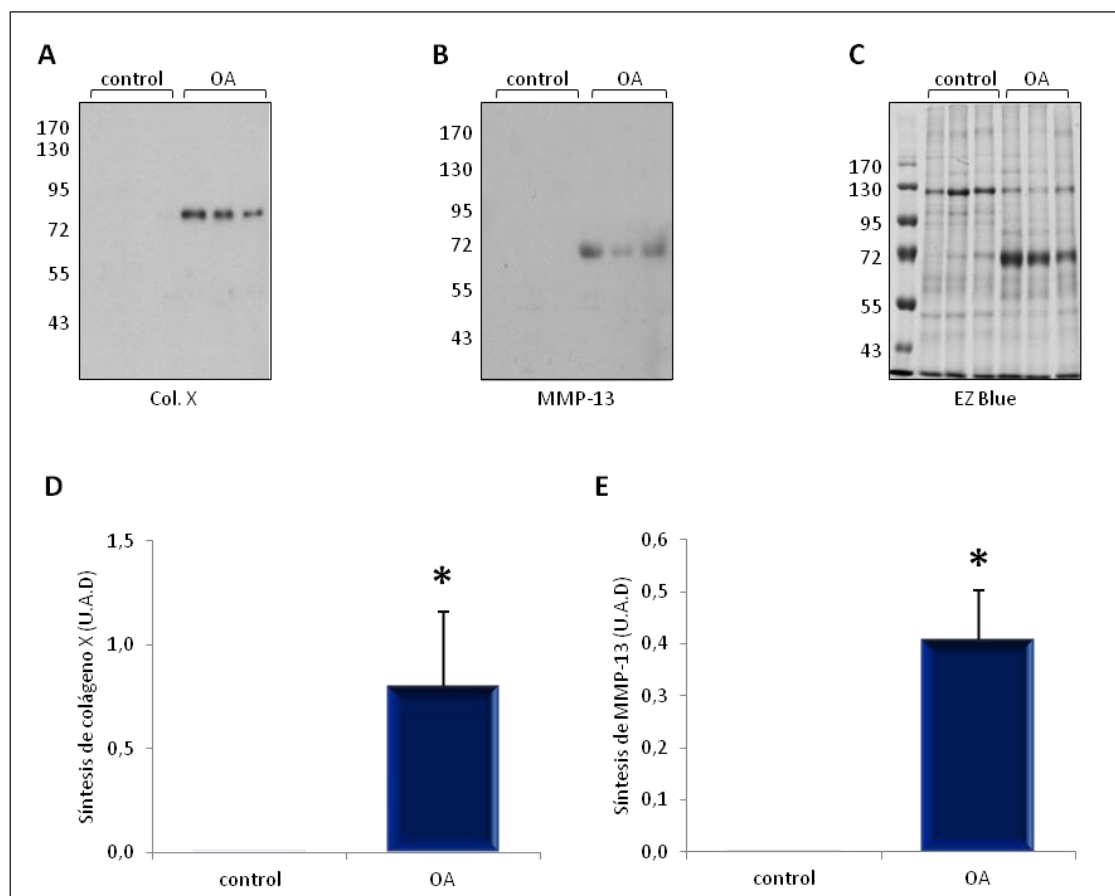 A
control OA
170
130
95
72
55
43
Col. X
B
control OA
170
130
95
72
55
43
MMP-13
C
control OA
170
130
95
72
55
43
EZ Blue
D
Síntesis de colágeno X (U.A.D)
1,5
1,0
0,5
0,0
*
control OA
E
Síntesis de MMP-13 (U.A.D)
0,6
0,5
0,4
0,3
0,2
0,1
0,0
*
control OA